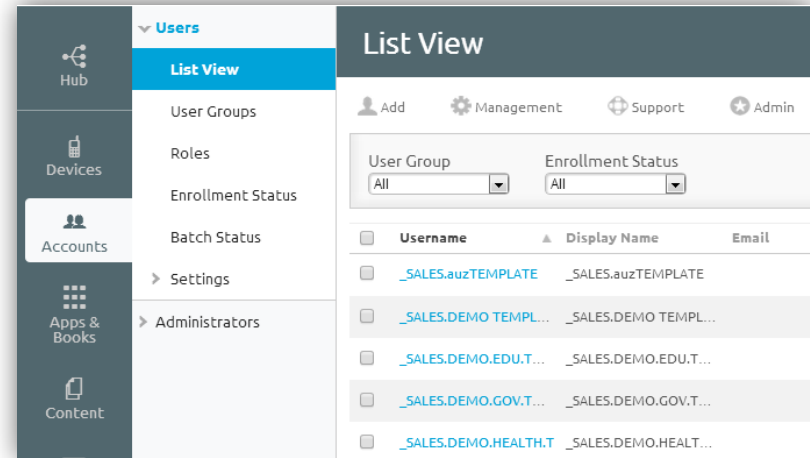 Hub
Devices
Accounts
Apps &
Books
Content
Users
List View
User Groups
Roles
Enrollment Status
Batch Status
Settings
Administrators
List View
Add Management Support Admin
User Group Enrollment Status
All All
Username Display Name Email
_SALES.auzTEMPLATE _SALES.auzTEMPLATE
_SALES.DEMO TEMPL... _SALES.DEMO TEMPL...
_SALES.DEMO.EDU.T... _SALES.DEMO.EDU.T...
_SALES.DEMO.GOV.T... _SALES.DEMO.GOV.T...
_SALES.DEMO.HEALTH.T _SALES.DEMO.HEALT...